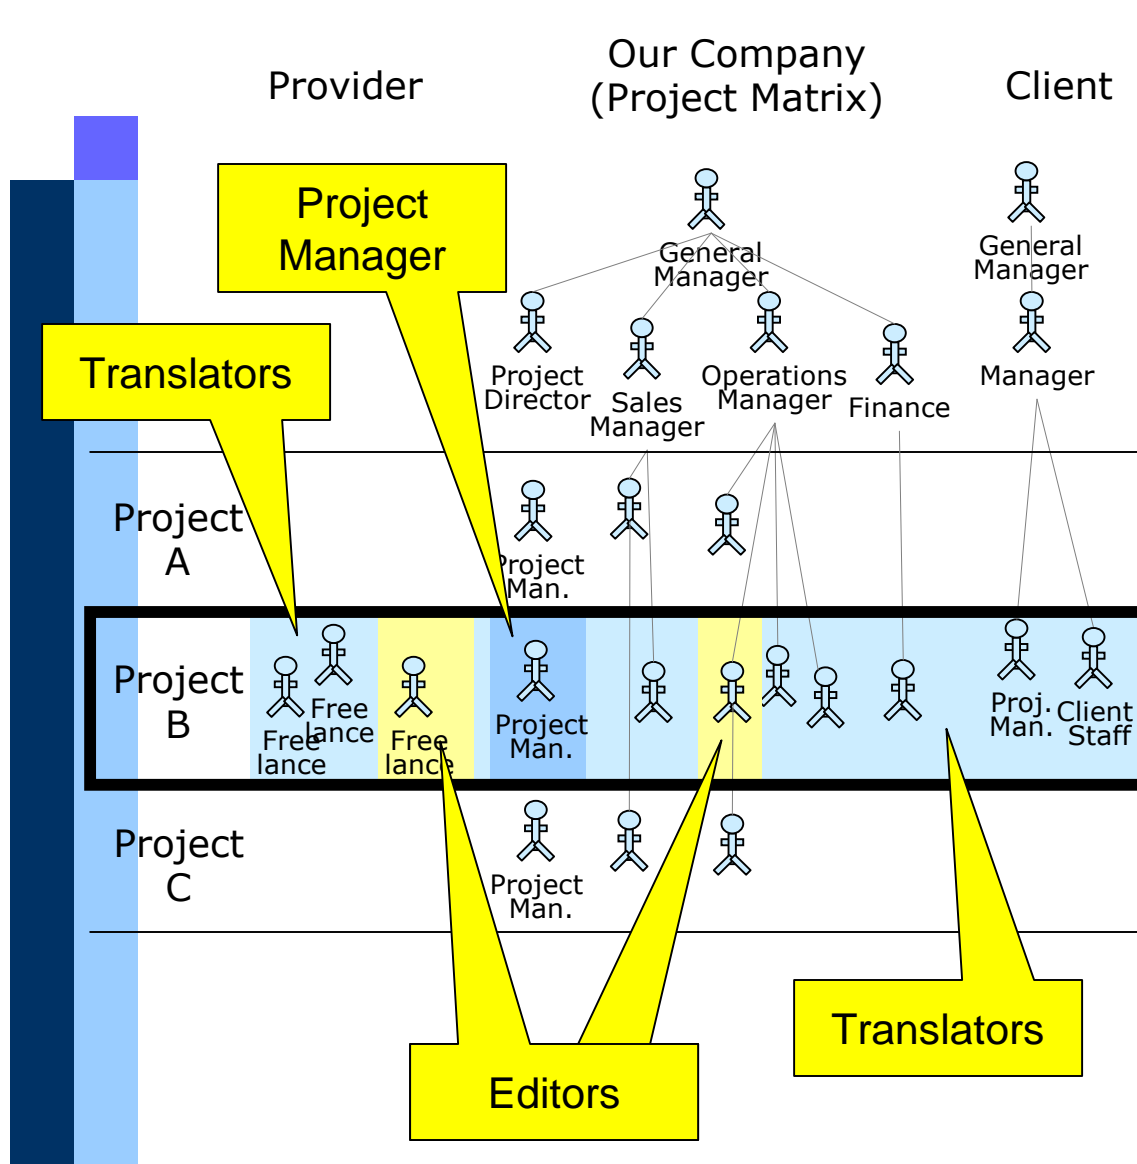 Provider
Our Company
(Project Matrix)
Client
Project
Manager
General
Manager
General
Manager
Translators
Project
Director
Sales
Manager
Operations
Manager
Finance
Manager
Project
A
Project
Man.
Project
B
Free
lance
Free
lance
Free
lance
Project
Man.
Proj.
Man.
Client
Staff
Project
C
Project
Man.
Translators
Editors